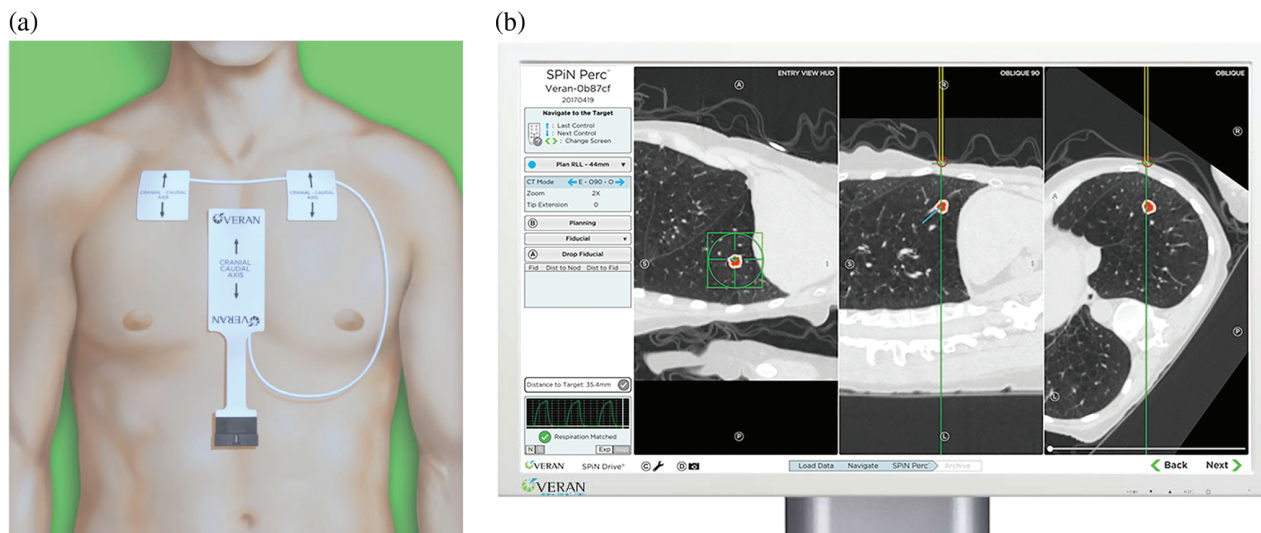 (a)
CRANIAL - CAUDAL
AXIS
CRANIAL - CAUDAL
AXIS
VERAN
CRANIAL
CAUDAL
AXIS
VERAN
(b)
SPiN Perc™
Veran-0b87cf
20170419
Navigate to the Target
: Last Control
: Next Control
: Change Screen
?
Plan RLL - 44mm
CT Mode E - O90 - O
Zoom 2X
Tip Extension 0
B Planning
Fiducial
A Drop Fiducial
Fid Dist to Nod Dist to Fid
Distance to Target: 35.4mm
Respiration Matched
N
Exp
ENTRY VIEW HUD
A
S
I
P
OBLIQUE 90
R
S
I
L
OBLIQUE
R
A
P
L
VERAN SPiN Drive®
C
D
Load Data Navigate SPiN Perc Archive
Back Next
VERAN